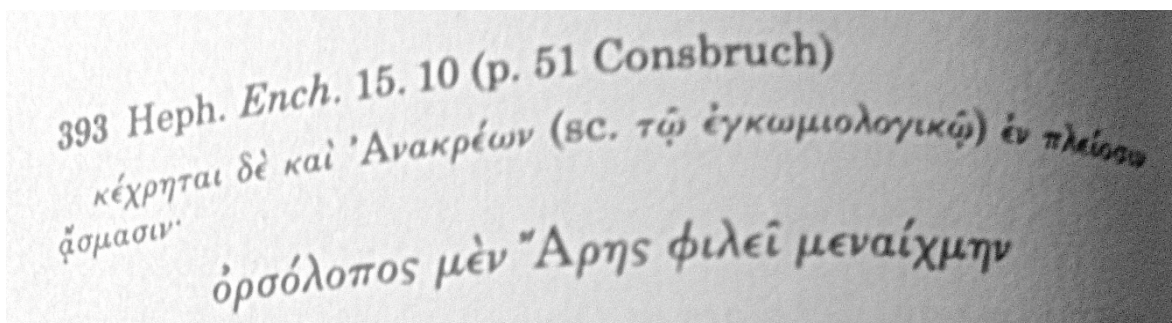 393 Heph. Ench. 15. 10 (p. 51 Consbruch)
κέχρηται δὲ καὶ Ἀνακρέων (sc. τῷ ἐγκωμιολογικῷ) ἐν πλείοσιν
ᾄσμασιν·
ὀρσόλοπος μὲν Ἄρης φιλεῖ μεναίχμην